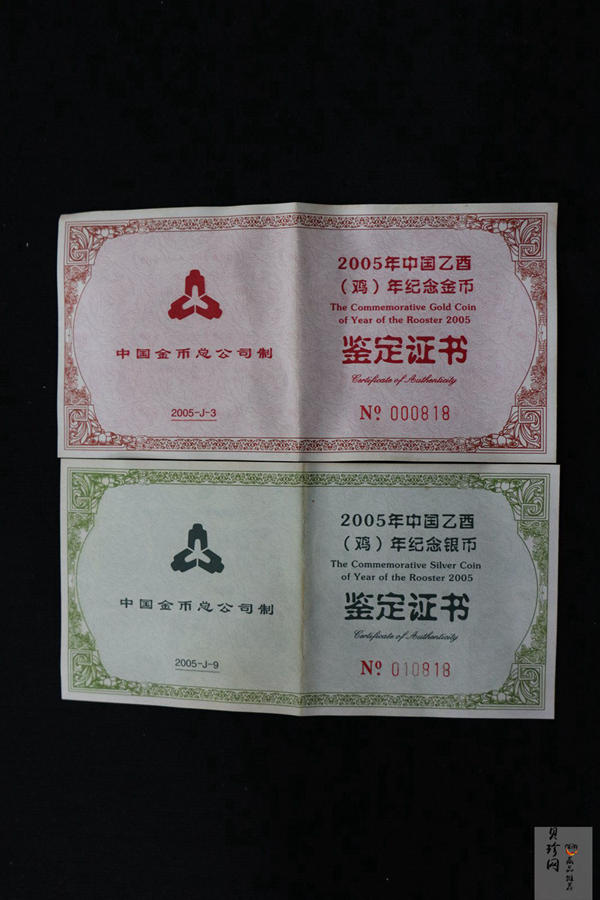 2005年中国乙酉
（鸡）年纪念金币
The Commemorative Gold Coin
of Year of the Rooster 2005
中国金币总公司制
鉴定证书
Certificate of Authenticity
2005-J-3
Nº 000818
2005年中国乙酉
（鸡）年纪念银币
The Commemorative Silver Coin
of Year of the Rooster 2005
中国金币总公司制
鉴定证书
Certificate of Authenticity
2005-J-9
Nº 010818
贝珍网